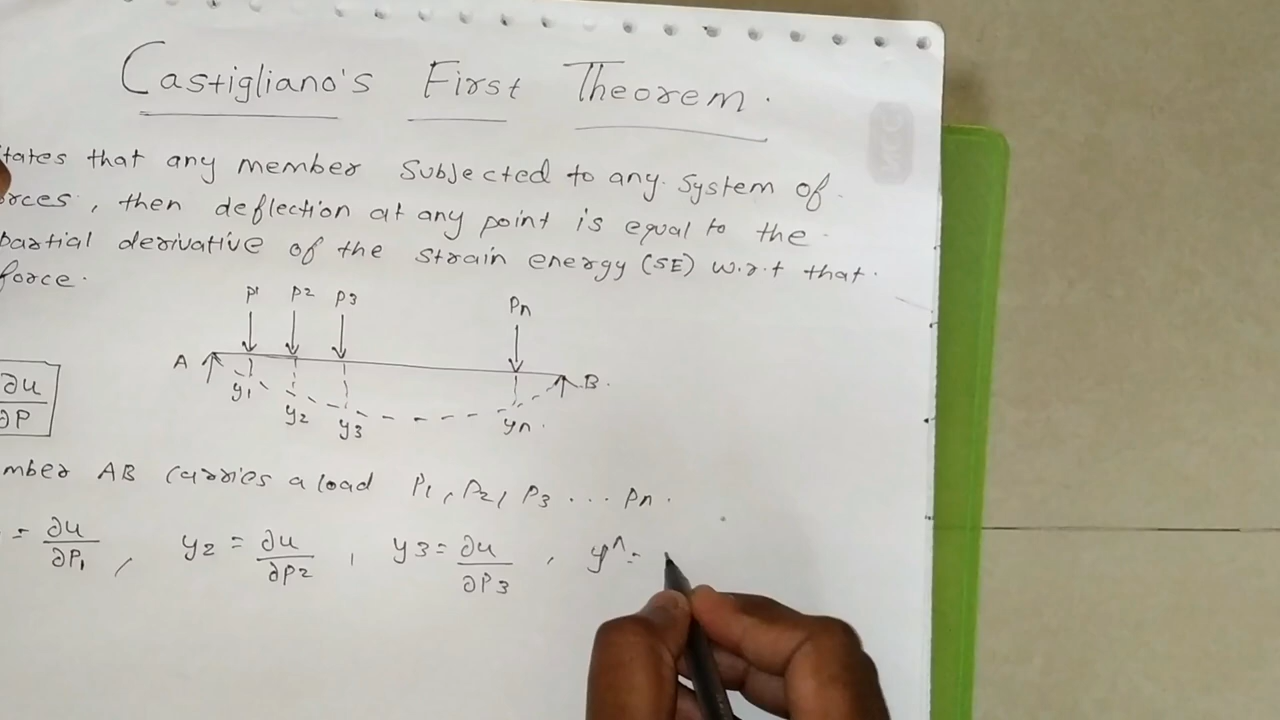 Castigliano's First Theorem.
tates that any member Subjected to any System of
orces, then deflection at any point is equal to the
partial derivative of the strain energy (SE) w.r.t that
force.
P1 P2 P3 Pn
A B.
y1 y2 y3 yn.
∂u
∂P
mber AB Carries a load P1, P2, P3 ... Pn.
= ∂u/∂P1, y2 = ∂u/∂P2, y3 = ∂u/∂P3, yn =